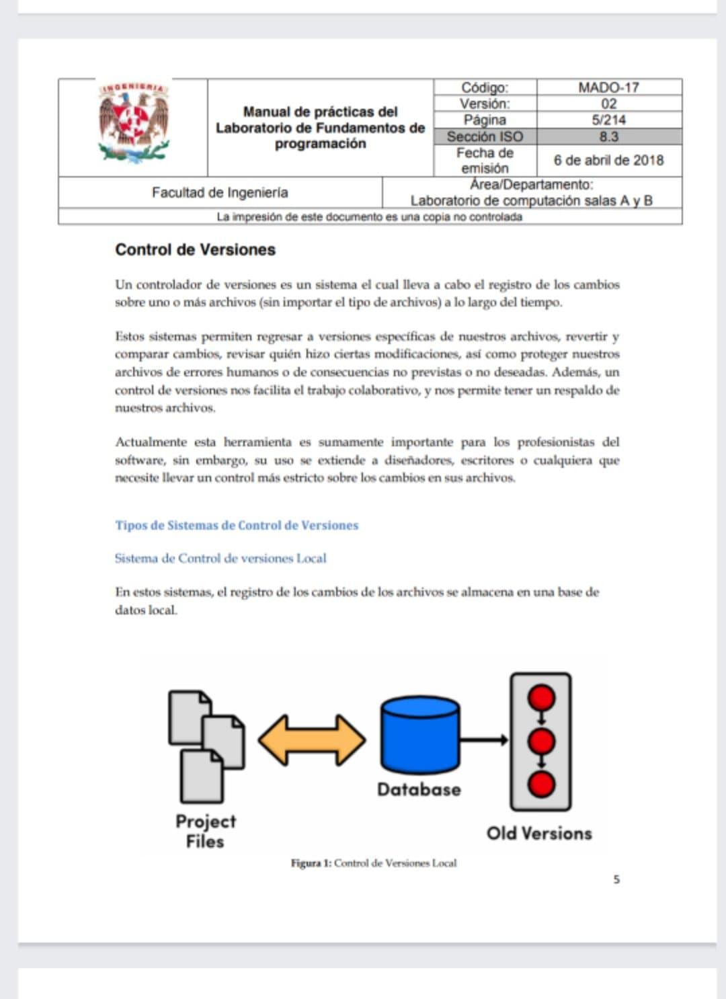 INGENIERIA
Manual de prácticas del
Laboratorio de Fundamentos de
programación
Código: MADO-17
Versión: 02
Página 5/214
Sección ISO 8.3
Fecha de
emisión
6 de abril de 2018
Facultad de Ingeniería
Área/Departamento:
Laboratorio de computación salas A y B
La impresión de este documento es una copia no controlada
Control de Versiones
Un controlador de versiones es un sistema el cual lleva a cabo el registro de los cambios
sobre uno o más archivos (sin importar el tipo de archivos) a lo largo del tiempo.
Estos sistemas permiten regresar a versiones específicas de nuestros archivos, revertir y
comparar cambios, revisar quién hizo ciertas modificaciones, así como proteger nuestros
archivos de errores humanos o de consecuencias no previstas o no deseadas. Además, un
control de versiones nos facilita el trabajo colaborativo, y nos permite tener un respaldo de
nuestros archivos.
Actualmente esta herramienta es sumamente importante para los profesionistas del
software, sin embargo, su uso se extiende a diseñadores, escritores o cualquiera que
necesite llevar un control más estricto sobre los cambios en sus archivos.
Tipos de Sistemas de Control de Versiones
Sistema de Control de versiones Local
En estos sistemas, el registro de los cambios de los archivos se almacena en una base de
datos local.
Database
Project
Files
Old Versions
Figura 1: Control de Versiones Local
5